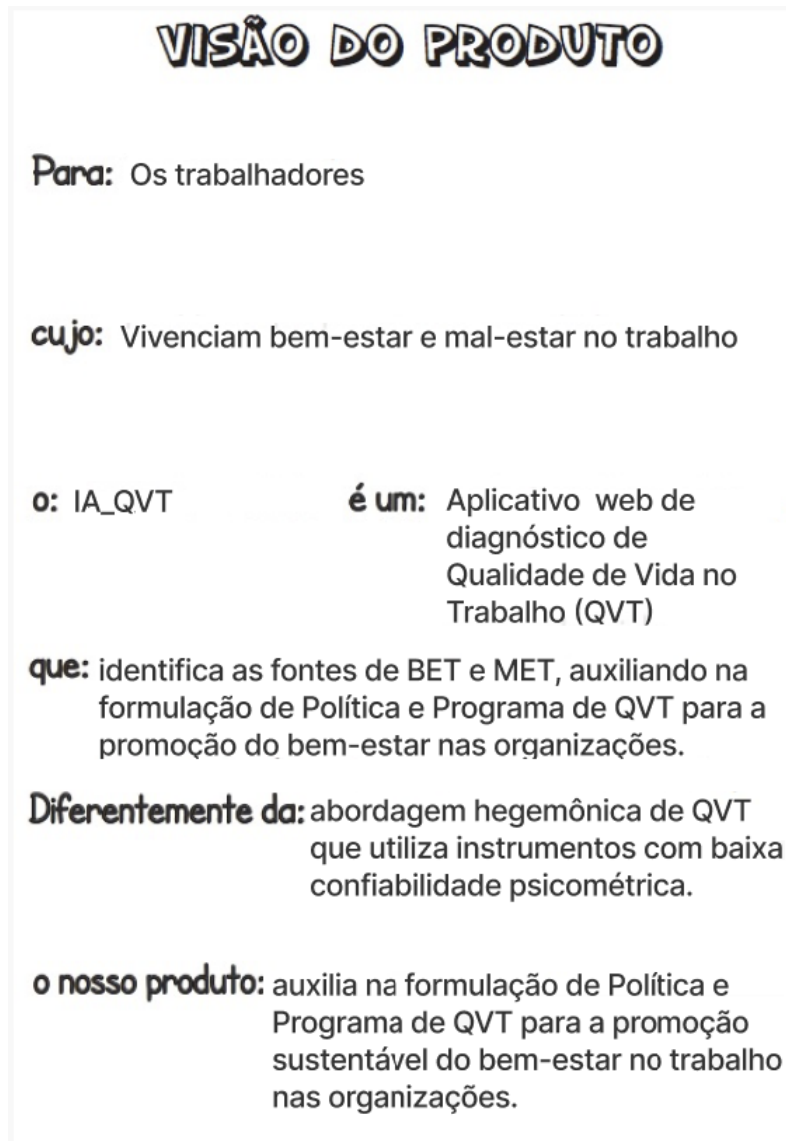 VISÃO DO PRODUTO
Para: Os trabalhadores
cujo: Vivenciam bem-estar e mal-estar no trabalho
o: IA_QVT é um: Aplicativo web de
diagnóstico de
Qualidade de Vida no
Trabalho (QVT)
que: identifica as fontes de BET e MET, auxiliando na
formulação de Política e Programa de QVT para a
promoção do bem-estar nas organizações.
Diferentemente da: abordagem hegemônica de QVT
que utiliza instrumentos com baixa
confiabilidade psicométrica.
o nosso produto: auxilia na formulação de Política e
Programa de QVT para a promoção
sustentável do bem-estar no trabalho
nas organizações.